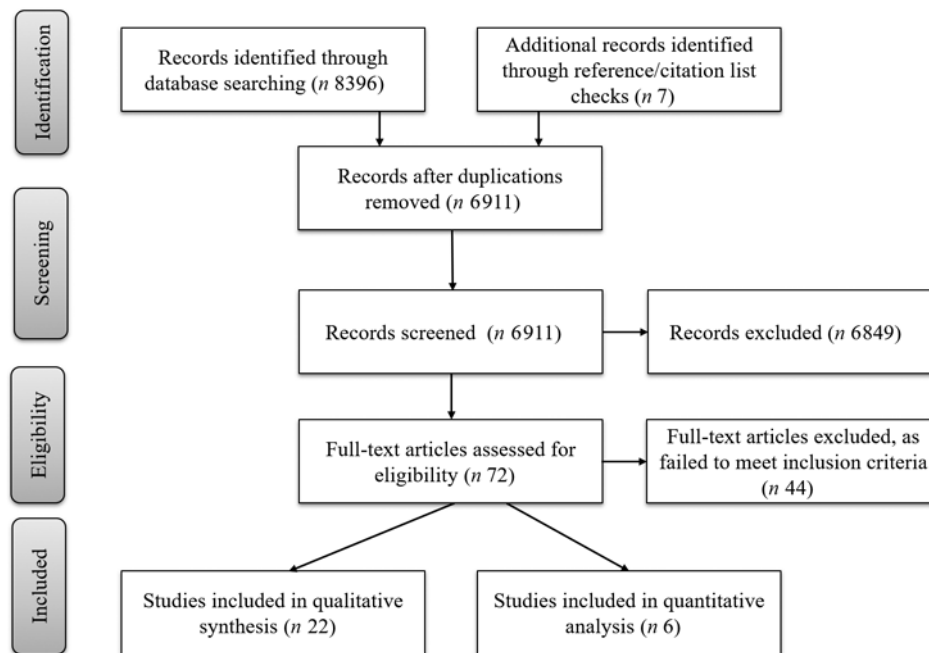 Identification
Records identified through
database searching (n 8396)
Additional records identified
through reference/citation list
checks (n 7)
Records after duplications
removed (n 6911)
Screening
Records screened  (n 6911)
Records excluded (n 6849)
Eligibility
Full-text articles assessed for
eligibility (n 72)
Full-text articles excluded, as
failed to meet inclusion criteria
(n 44)
Included
Studies included in qualitative
synthesis (n 22)
Studies included in quantitative
analysis (n 6)